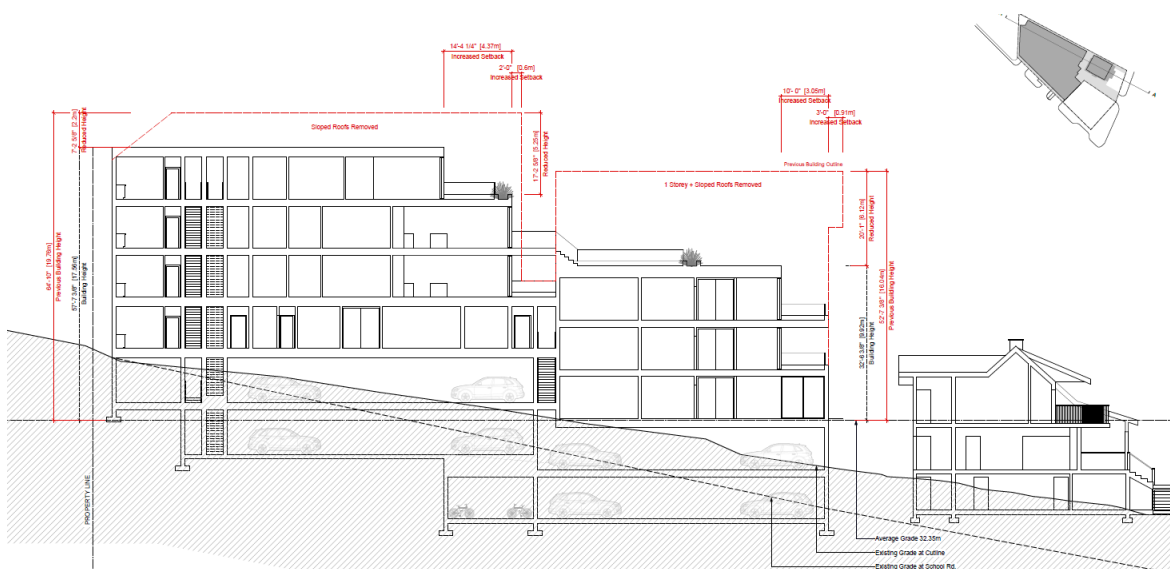 14'-4 1/4" [4.37m]
Increased Setback
2'-0" [0.6m]
Increased Setback
10'- 0" [3.05m]
Increased Setback
3'-0" [0.91m]
Increased Setback
A
7'-2 5/8" [2.2m]
Reduced Height
Sloped Roofs Removed
17'-2 5/8" [5.25m]
Reduced Height
Previous Building Outline
1 Storey + Sloped Roofs Removed
20'-1" [6.12m]
Reduced Height
64'-10" [19.76m]
Previous Building Height
57'-7 3/8" [17.56m]
Building Height
52'-7 3/8" [16.04m]
Previous Building Height
32'-6 3/8" [9.92m]
Building Height
PROPERTY LINE
Average Grade 32.35m
Existing Grade at Cutline
Existing Grade at School Rd.